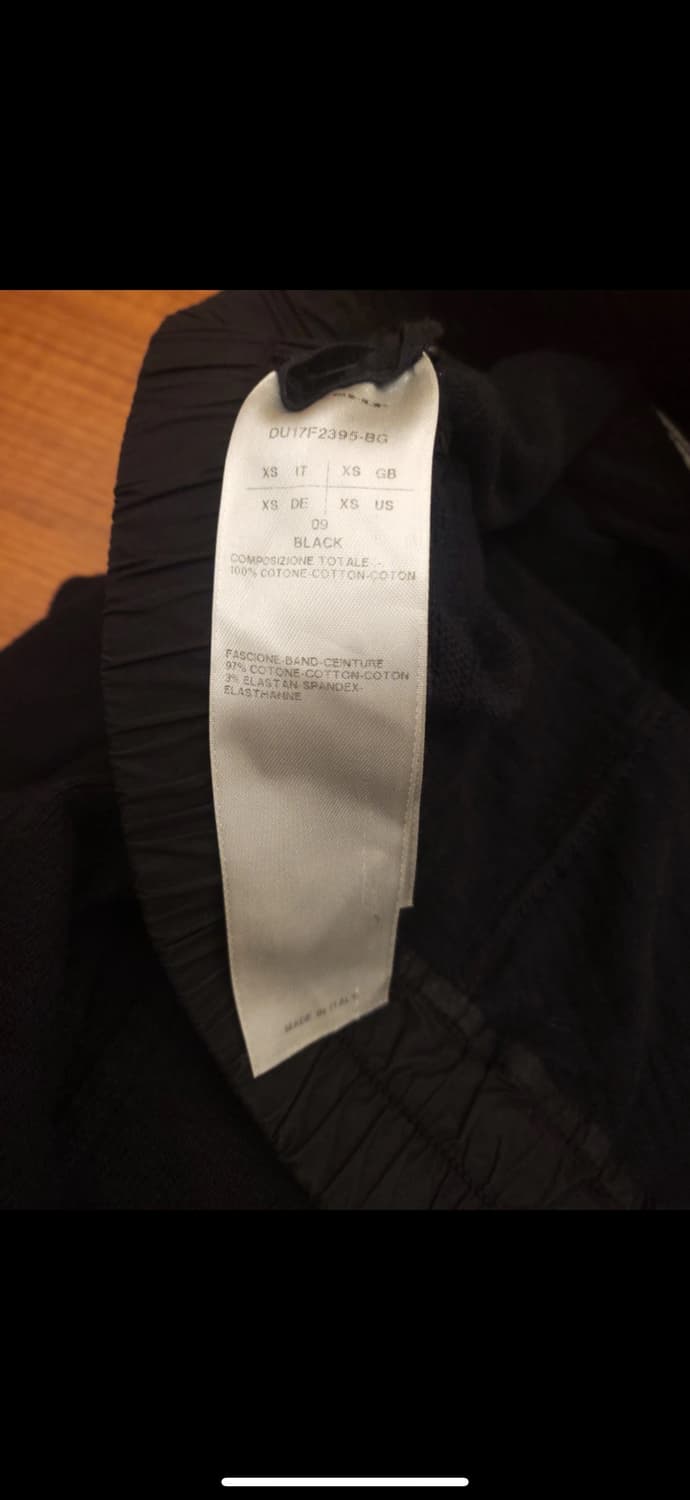 DU17F2395-BG
XS IT XS GB
XS DE XS US
09
BLACK
COMPOSIZIONE TOTALE -
100% COTONE-COTTON-COTON
FASCIONE-BAND-CEINTURE
97% COTONE-COTTON-COTON
3% ELASTAN-SPANDEX-
ELASTHANNE
MADE IN ITALY